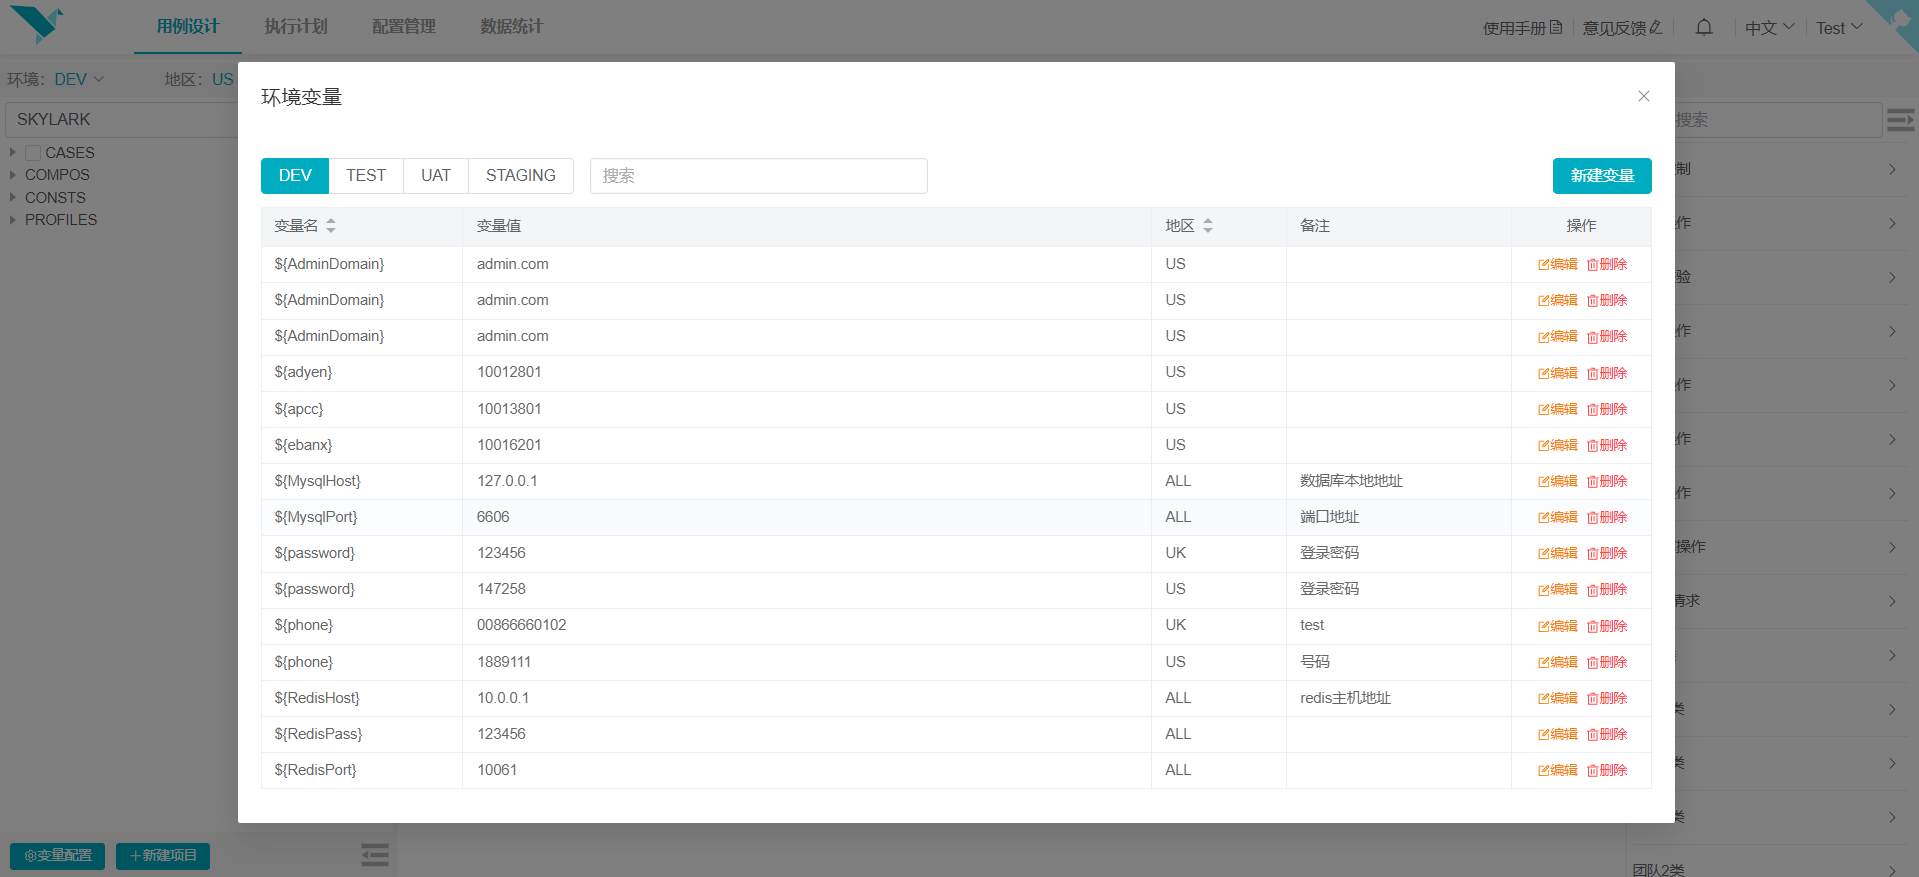 用例设计 执行计划 配置管理 数据统计 使用手册 意见反馈 中文 Test
环境: DEV 地区: US
SKYLARK
CASES
COMPOS
CONSTS
PROFILES
环境变量
DEV TEST UAT STAGING 搜索 新建变量
变量名 变量值 地区 备注 操作
${AdminDomain} admin.com US 编辑 删除
${AdminDomain} admin.com US 编辑 删除
${AdminDomain} admin.com US 编辑 删除
${adyen} 10012801 US 编辑 删除
${apcc} 10013801 US 编辑 删除
${ebanx} 10016201 US 编辑 删除
${MysqlHost} 127.0.0.1 ALL 数据库本地地址 编辑 删除
${MysqlPort} 6606 ALL 端口地址 编辑 删除
${password} 123456 UK 登录密码 编辑 删除
${password} 147258 US 登录密码 编辑 删除
${phone} 00866660102 UK test 编辑 删除
${phone} 1889111 US 号码 编辑 删除
${RedisHost} 10.0.0.1 ALL redis主机地址 编辑 删除
${RedisPass} 123456 ALL 编辑 删除
${RedisPort} 10061 ALL 编辑 删除
搜索
制
作
验
作
作
作
作
操作
请求
类
类
类
团队2类
变量配置 新建项目